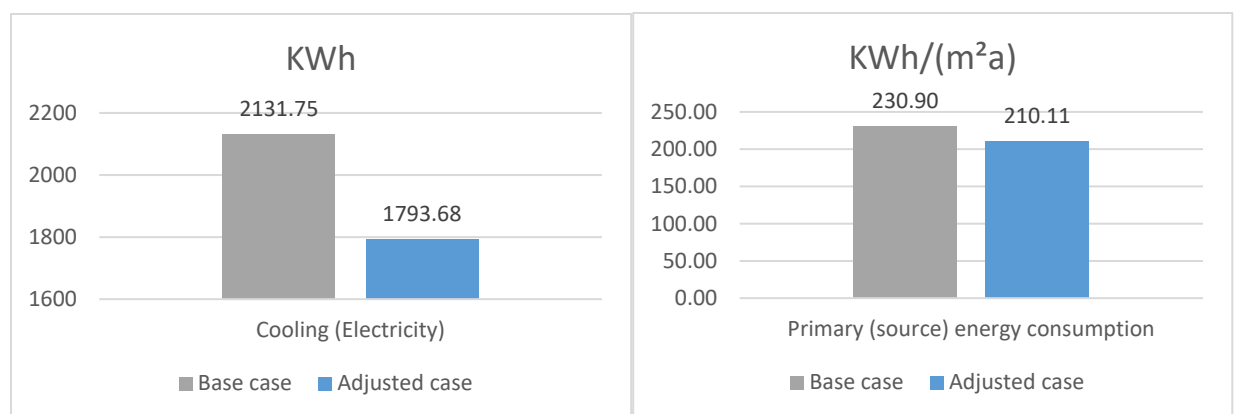 KWh
2131.75
2200
2000
1793.68
1800
1600
Cooling (Electricity)
Base case
Adjusted case
KWh/(m²a)
230.90
210.11
250.00
200.00
150.00
100.00
50.00
0.00
Primary (source) energy consumption
Base case
Adjusted case